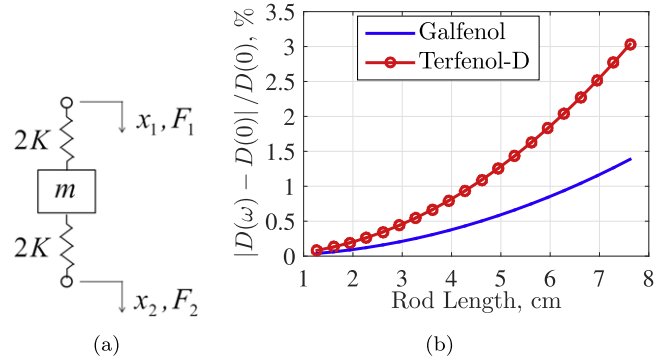 2K
x₁, F₁
m
2K
x₂, F₂
(a)
|D(ω) − D(0)|/D(0), %
3.5
3
2.5
2
1.5
1
0.5
0
Galfenol
Terfenol-D
1 2 3 4 5 6 7 8
Rod Length, cm
(b)